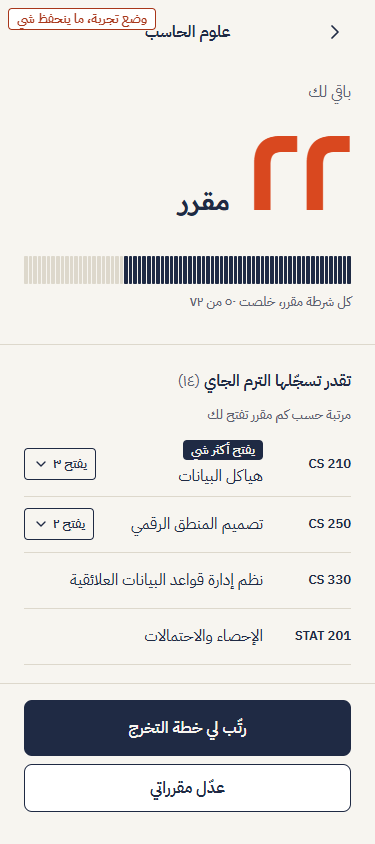 وضع تجربة، ما ينحفظ شي
علوم الحاسب
باقي لك
٢٢ مقرر
كل شرطة مقرر، خلصت ٥٠ من ٧٢
تقدر تسجّلها الترم الجاي (١٤)
مرتبة حسب كم مقرر تفتح لك
CS 210
يفتح أكثر شي
هياكل البيانات
يفتح ٣
CS 250
تصميم المنطق الرقمي
يفتح ٢
CS 330
نظم إدارة قواعد البيانات العلائقية
STAT 201
الإحصاء والاحتمالات
رتّب لي خطة التخرج
عدّل مقرراتي